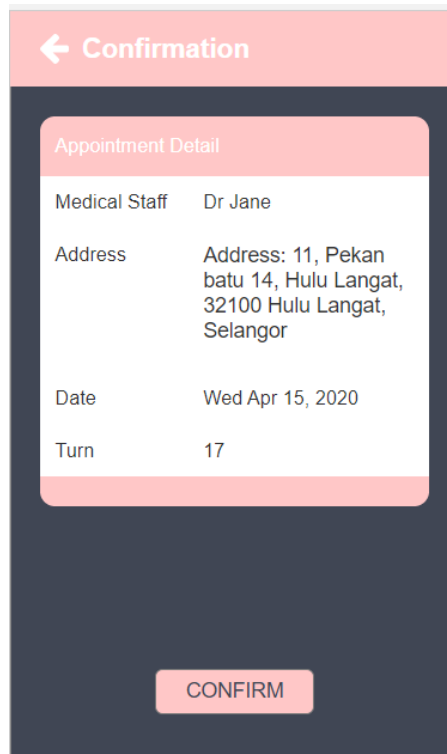 Confirmation
Appointment Detail
Medical Staff Dr Jane
Address Address: 11, Pekan
batu 14, Hulu Langat,
32100 Hulu Langat,
Selangor
Date Wed Apr 15, 2020
Turn 17
CONFIRM